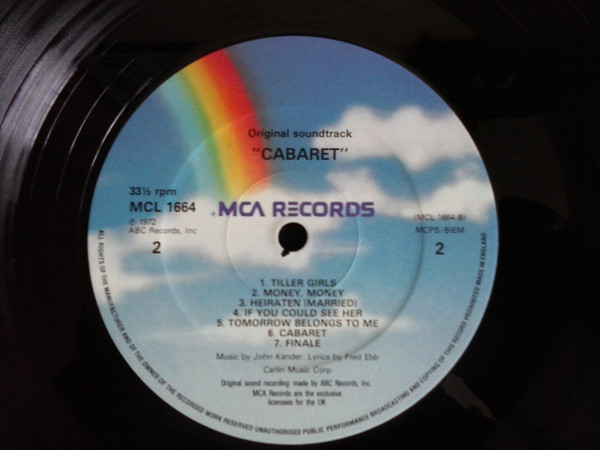 Original soundtrack
"CABARET"
33⅓ rpm
MCL 1664
℗ 1972
ABC Records, Inc
2
MCA RECORDS
(MCL 1664-B)
MCPS/BIEM
2
1. TILLER GIRLS
2. MONEY, MONEY
3. HEIRATEN (MARRIED)
4. IF YOU COULD SEE HER
5. TOMORROW BELONGS TO ME
6. CABARET
7. FINALE
Music by John Kander. Lyrics by Fred Ebb
Carlin Music Corp.
Original sound recording made by ABC Records, Inc.
MCA Records are the exclusive
licensees for the UK
ALL RIGHTS OF THE MANUFACTURER AND OF THE OWNER OF THE RECORDED WORK RESERVED UNAUTHORISED PUBLIC PERFORMANCE BROADCASTING AND COPYING OF THIS RECORD PROHIBITED MADE IN ENGLAND